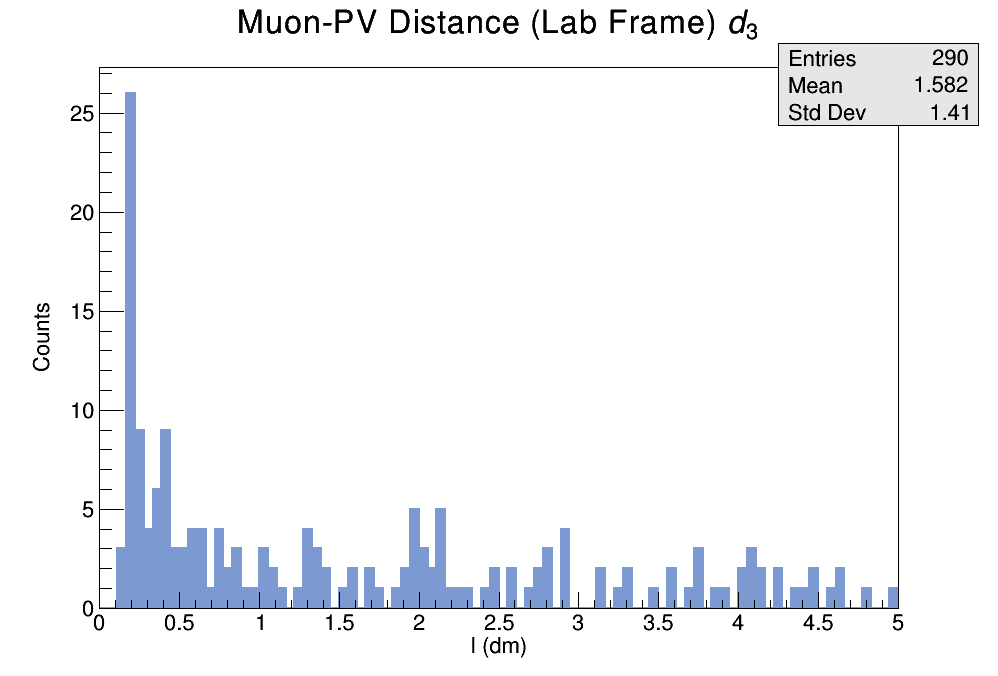 Muon-PV Distance (Lab Frame) d₃
Entries 290
Mean 1.582
Std Dev 1.41
Counts
25
20
15
10
5
0
0 0.5 1 1.5 2 2.5 3 3.5 4 4.5 5
l (dm)